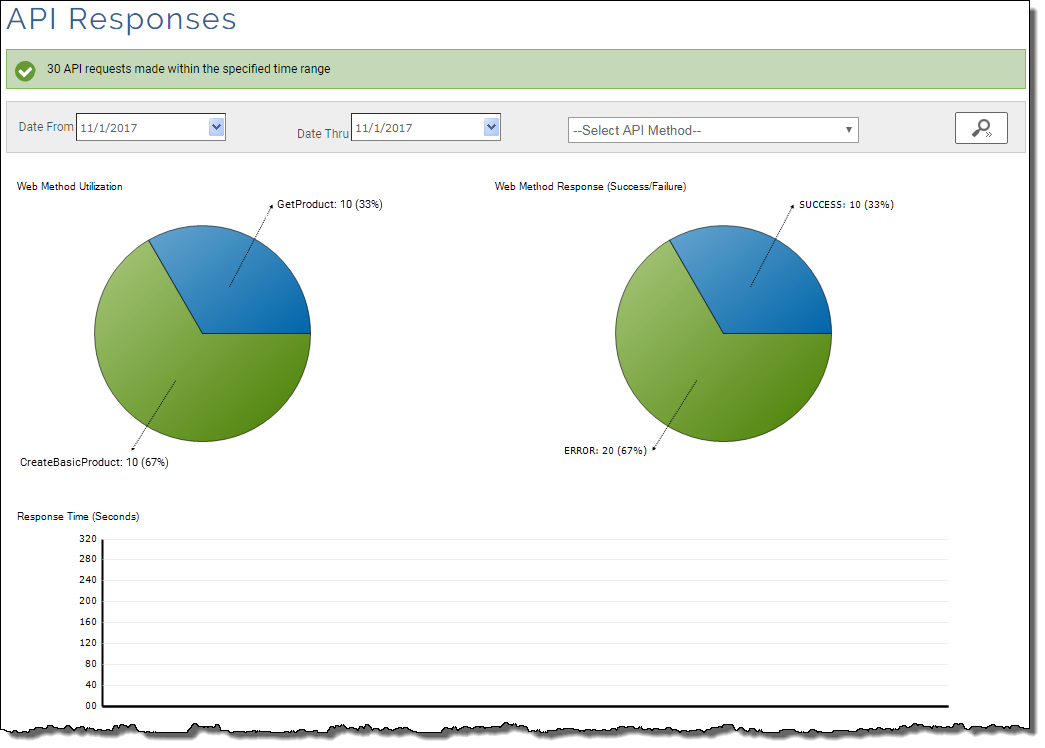 API Responses
30 API requests made within the specified time range
Date From 11/1/2017 Date Thru 11/1/2017 --Select API Method--
Web Method Utilization
GetProduct: 10 (33%)
CreateBasicProduct: 10 (67%)
Web Method Response (Success/Failure)
SUCCESS: 10 (33%)
ERROR: 20 (67%)
Response Time (Seconds)
320
280
240
200
160
120
80
40
00